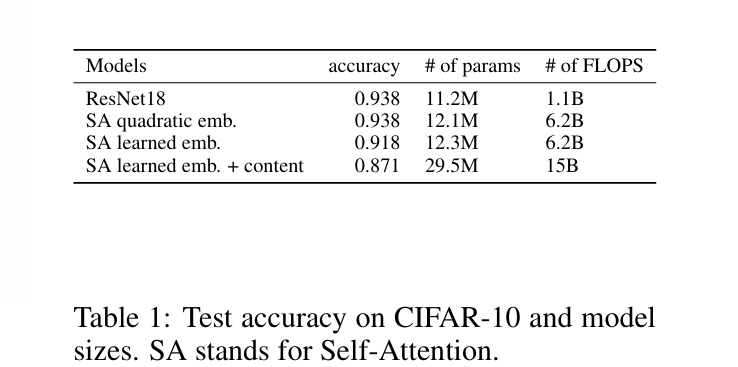 Models accuracy # of params # of FLOPS
ResNet18 0.938 11.2M 1.1B
SA quadratic emb. 0.938 12.1M 6.2B
SA learned emb. 0.918 12.3M 6.2B
SA learned emb. + content 0.871 29.5M 15B
Table 1: Test accuracy on CIFAR-10 and model
sizes. SA stands for Self-Attention.